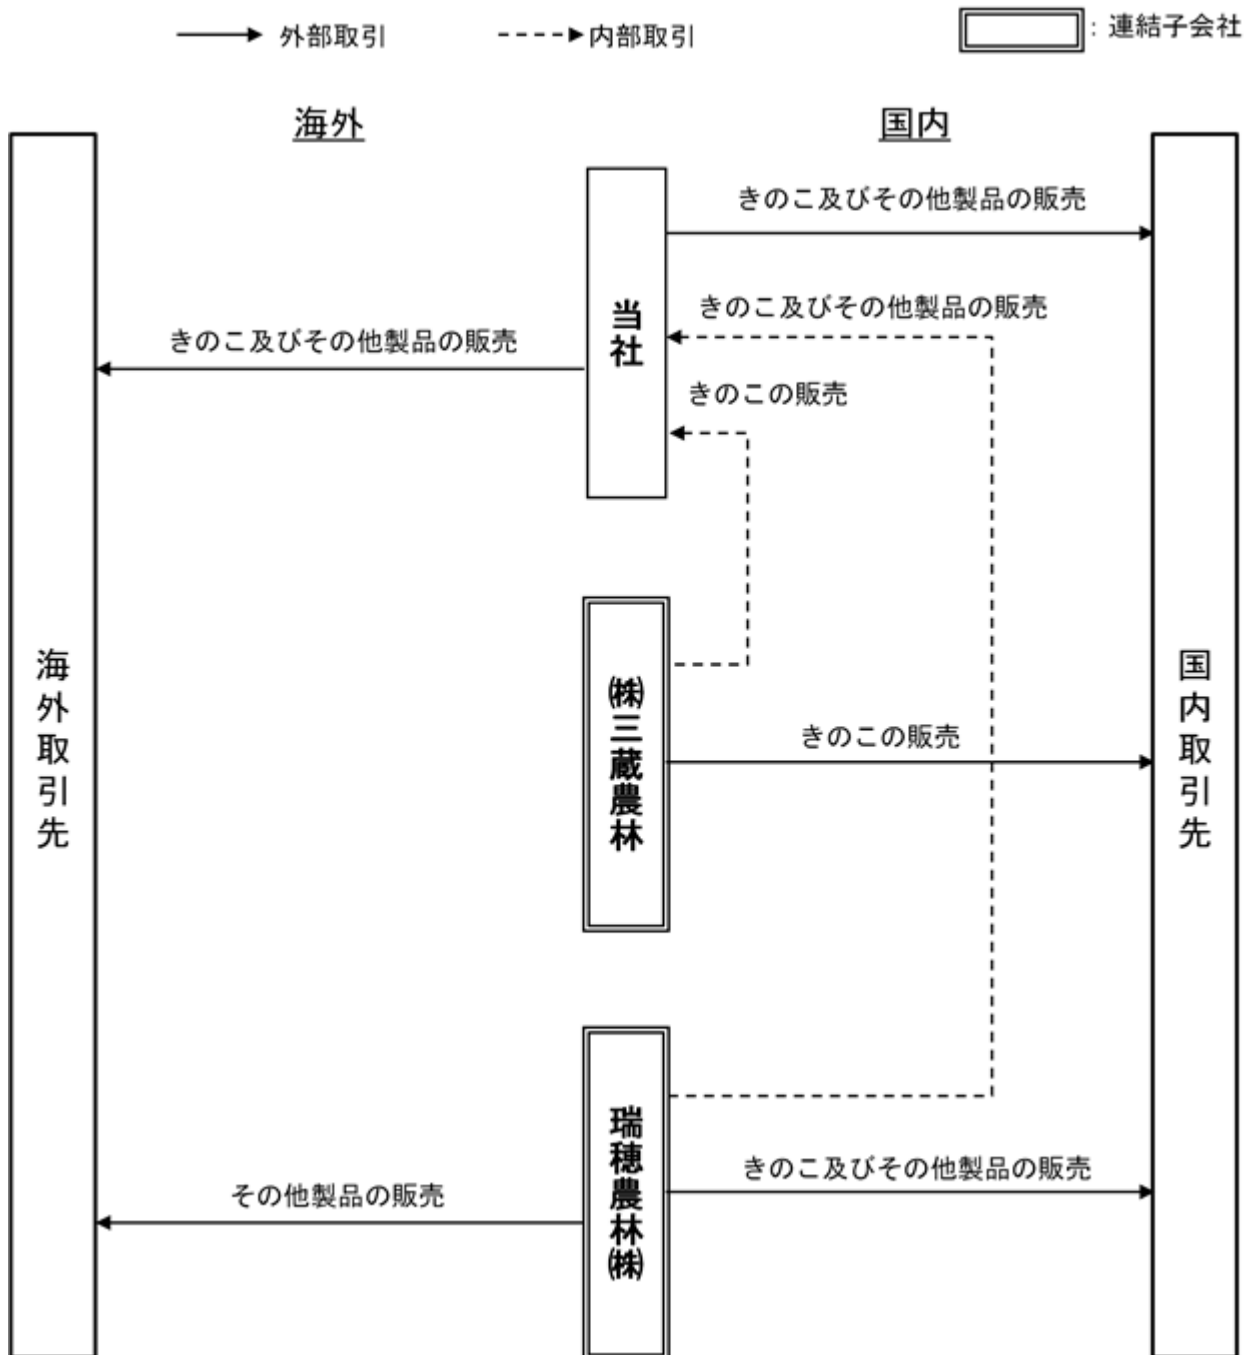 外部取引
内部取引
：連結子会社
海外
国内
きのこ及びその他製品の販売
当社
きのこ及びその他製品の販売
きのこ及びその他製品の販売
きのこの販売
海外取引先
㈱三蔵農林
国内取引先
きのこの販売
瑞穂農林㈱
きのこ及びその他製品の販売
その他製品の販売